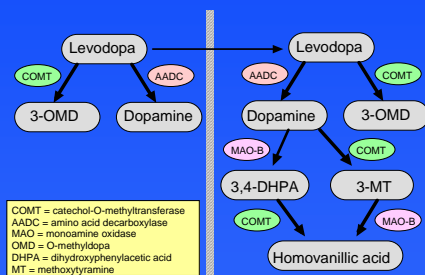 Levodopa
COMT
AADC
3-OMD
Dopamine
Levodopa
AADC
COMT
Dopamine
3-OMD
MAO-B
COMT
3,4-DHPA
3-MT
COMT
MAO-B
Homovanillic acid
COMT = catechol-O-methyltransferase
AADC = amino acid decarboxylase
MAO = monoamine oxidase
OMD = O-methyldopa
DHPA = dihydroxyphenylacetic acid
MT = methoxytyramine